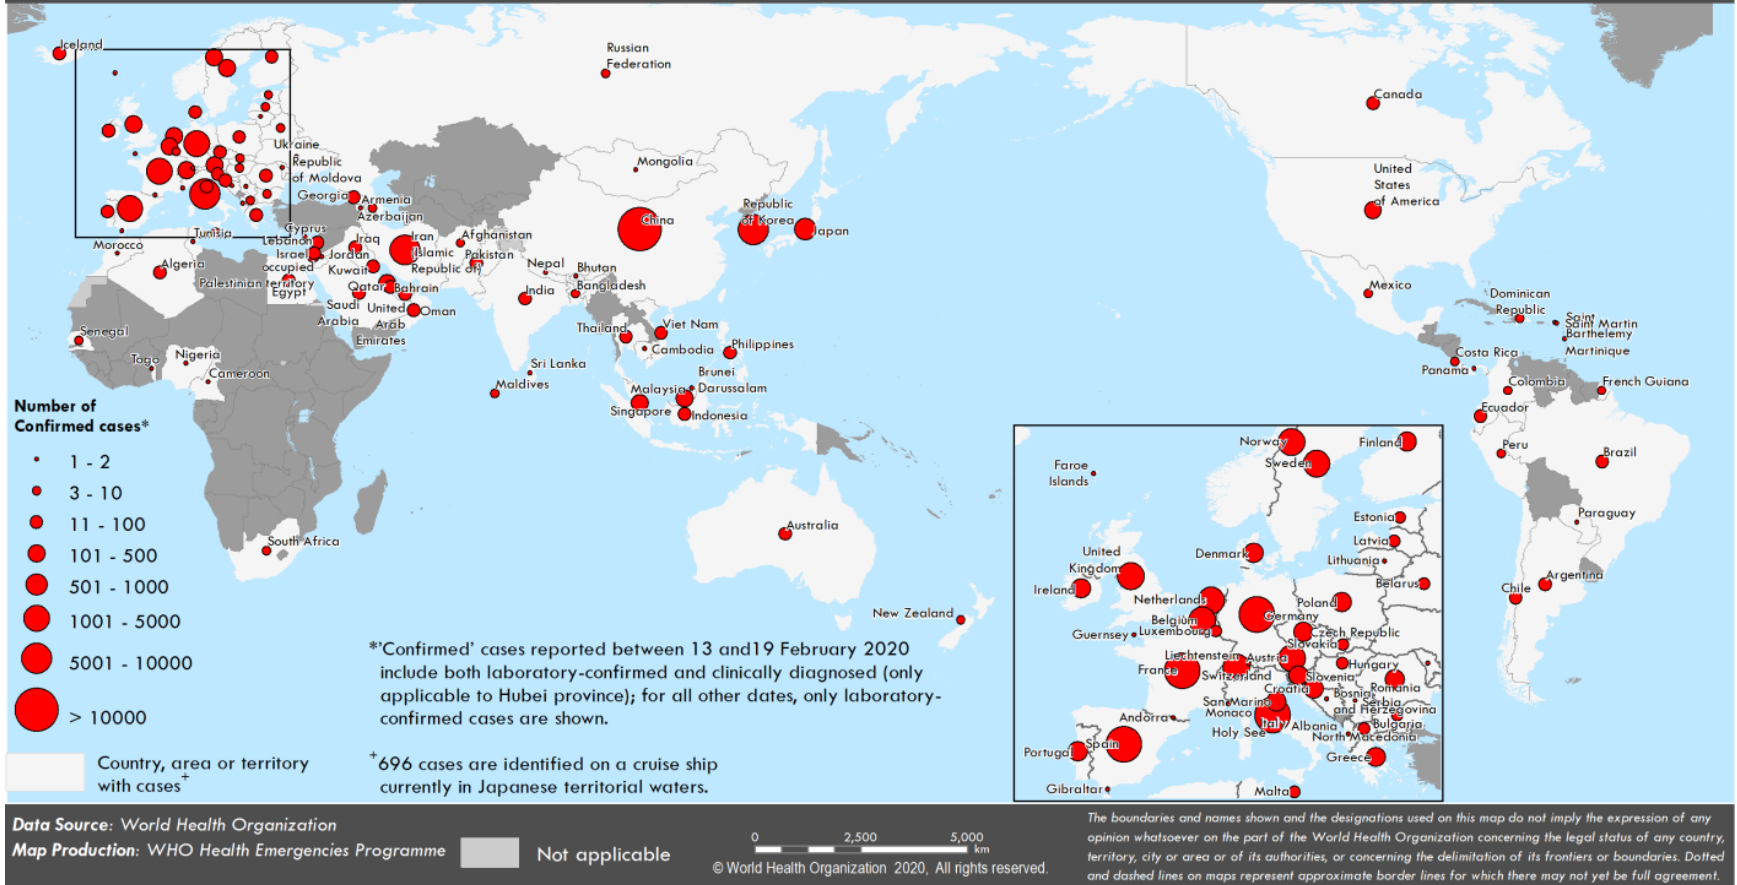 Iceland
Russian
Federation
Canada
Ukraine
Republic
of Moldova
Mongolia
United
States
of America
Georgia
Armenia
Azerbaijan
Republic
of Korea
China
Japan
Morocco
Tunisia
Cyprus
Lebanon
Israel
occupied
Palestinian territory
Iraq
Jordan
Kuwait
Iran
(Islamic
Republic of)
Afghanistan
Pakistan
Algeria
Egypt
Qatar
Bahrain
Saudi
Arabia
United
Arab
Emirates
Oman
Nepal
Bhutan
India
Bangladesh
Mexico
Dominican
Republic
Saint
Saint Martin
Barthelemy
Martinique
Senegal
Togo
Nigeria
Cameroon
Thailand
Viet Nam
Cambodia
Philippines
Sri Lanka
Maldives
Brunei
Darussalam
Malaysia
Singapore
Indonesia
Costa Rica
Panama
Colombia
French Guiana
Ecuador
Peru
Brazil
Paraguay
Chile
Argentina
South Africa
Australia
New Zealand
Number of
Confirmed cases*
1 - 2
3 - 10
11 - 100
101 - 500
501 - 1000
1001 - 5000
5001 - 10000
> 10000
Country, area or territory
with cases+
*'Confirmed' cases reported between 13 and19 February 2020
include both laboratory-confirmed and clinically diagnosed (only
applicable to Hubei province); for all other dates, only laboratory-
confirmed cases are shown.
+696 cases are identified on a cruise ship
currently in Japanese territorial waters.
Norway
Finland
Sweden
Faroe
Islands
Estonia
Latvia
Lithuania
Belarus
Denmark
United
Kingdom
Ireland
Netherlands
Belgium
Luxembourg
Guernsey
Germany
Poland
Czech Republic
Slovakia
Liechtenstein
Austria
Hungary
France
Switzerland
Slovenia
Croatia
Romania
Bosnia
and Herzegovina
Serbia
San Marino
Monaco
Italy
Albania
Bulgaria
Andorra
Holy See
North Macedonia
Portugal
Spain
Greece
Gibraltar
Malta
Data Source: World Health Organization
Map Production: WHO Health Emergencies Programme
Not applicable
0 2,500 5,000
km
© World Health Organization 2020, All rights reserved.
The boundaries and names shown and the designations used on this map do not imply the expression of any
opinion whatsoever on the part of the World Health Organization concerning the legal status of any country,
territory, city or area or of its authorities, or concerning the delimitation of its frontiers or boundaries. Dotted
and dashed lines on maps represent approximate border lines for which there may not yet be full agreement.